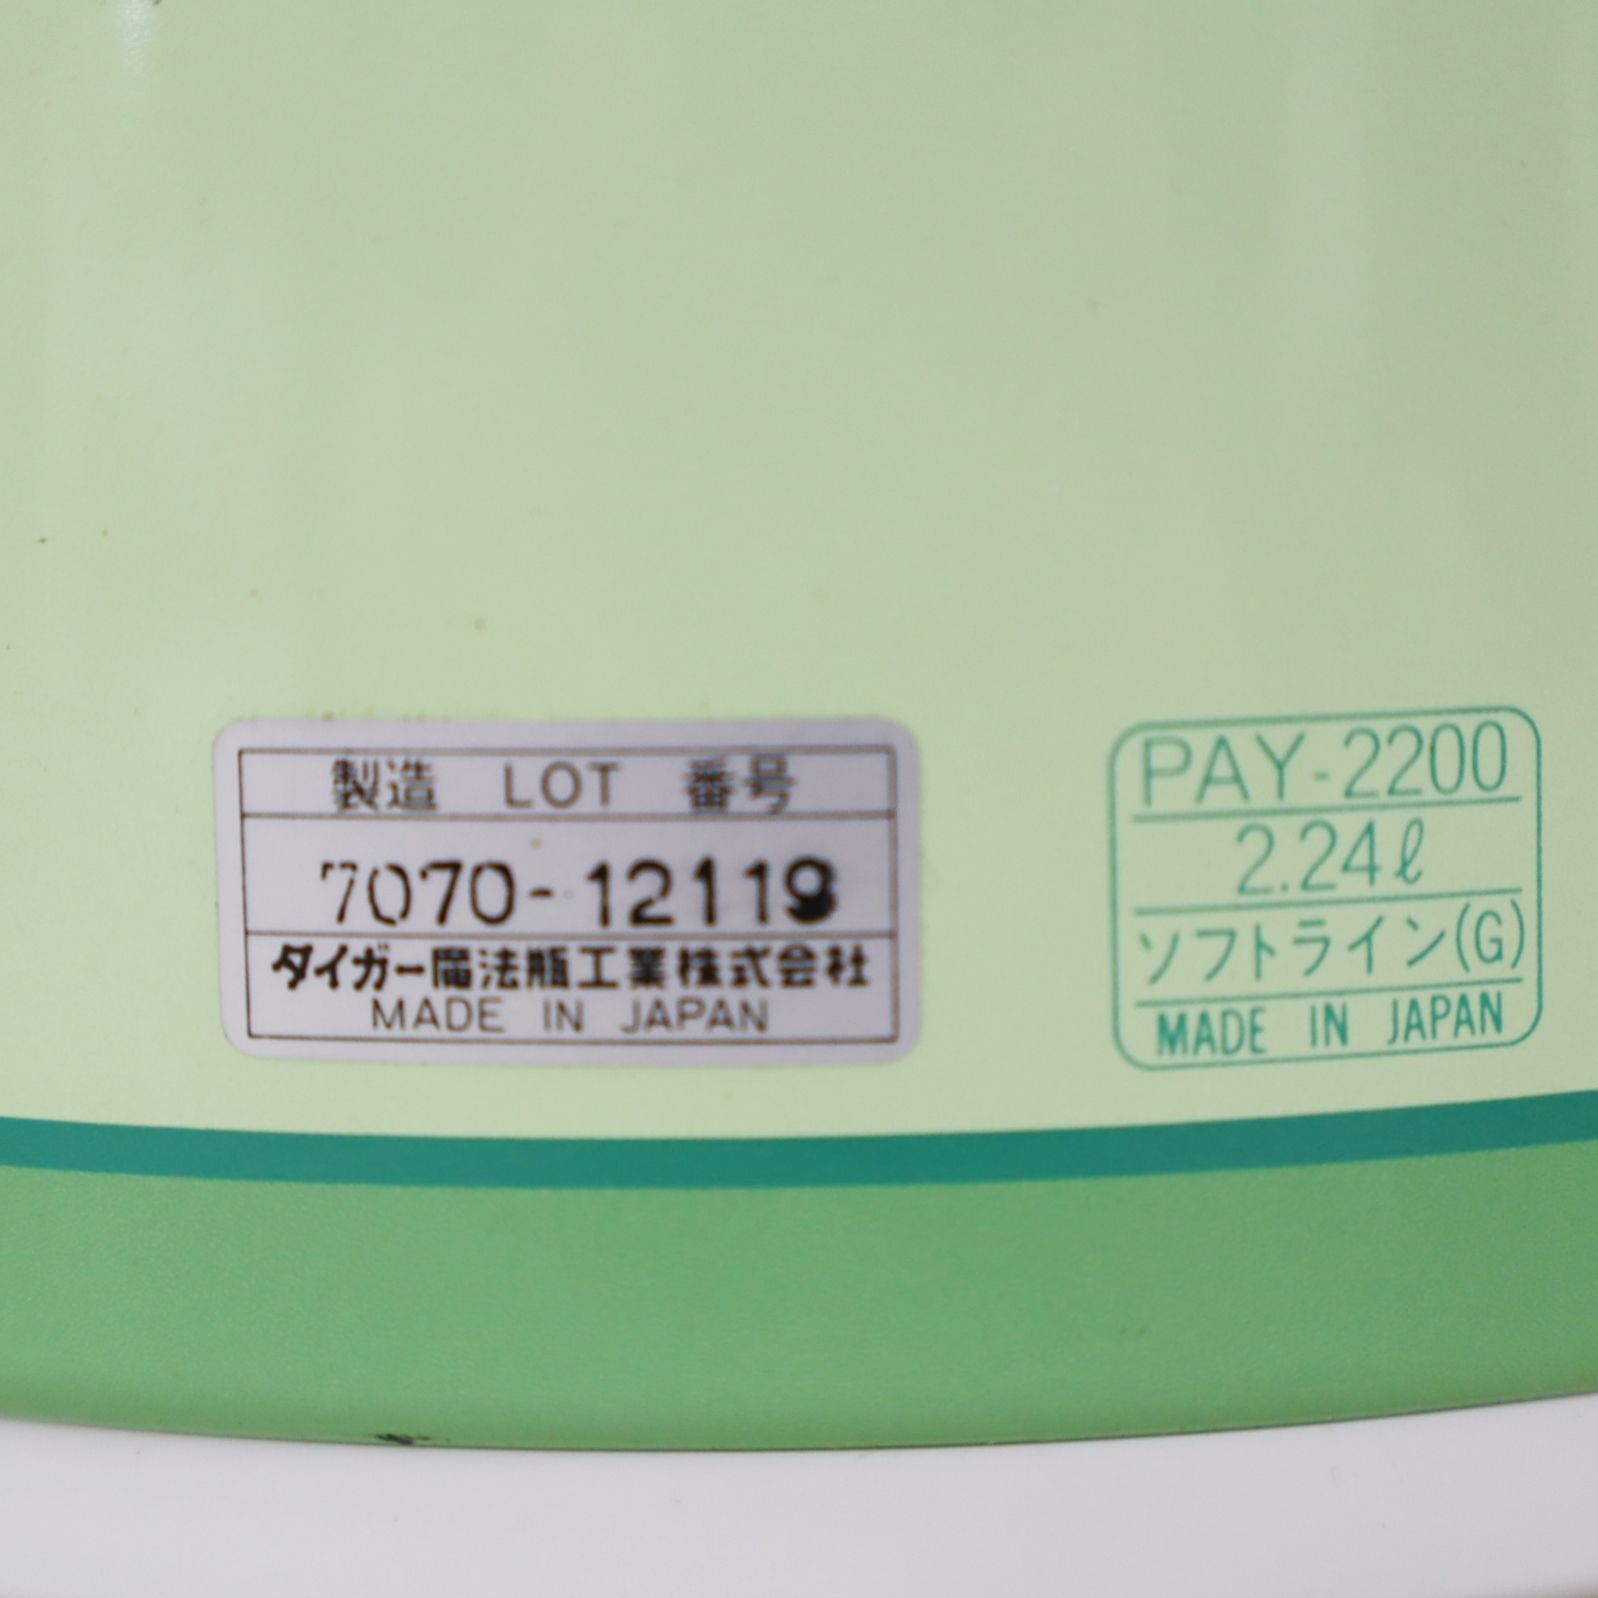 製造 LOT 番号
7070-12119
タイガー魔法瓶工業株式会社
MADE IN JAPAN
PAY-2200
2.24ℓ
ソフトライン(G)
MADE IN JAPAN